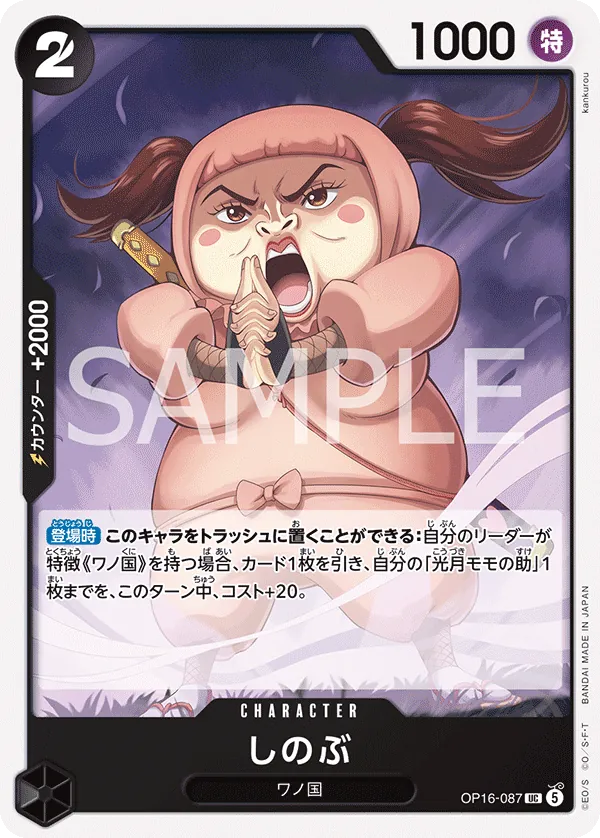 2
1000
特
kankurou
カウンター +2000
SAMPLE
登場時 このキャラをトラッシュに置くことができる:自分のリーダーが
特徴《ワノ国》を持つ場合、カード1枚を引き、自分の「光月モモの助」1
枚までを、このターン中、コスト+20。
CHARACTER
しのぶ
ワノ国
OP16-087 UC 5
©E.O/S ©O/S・F・T BANDAI MADE IN JAPAN